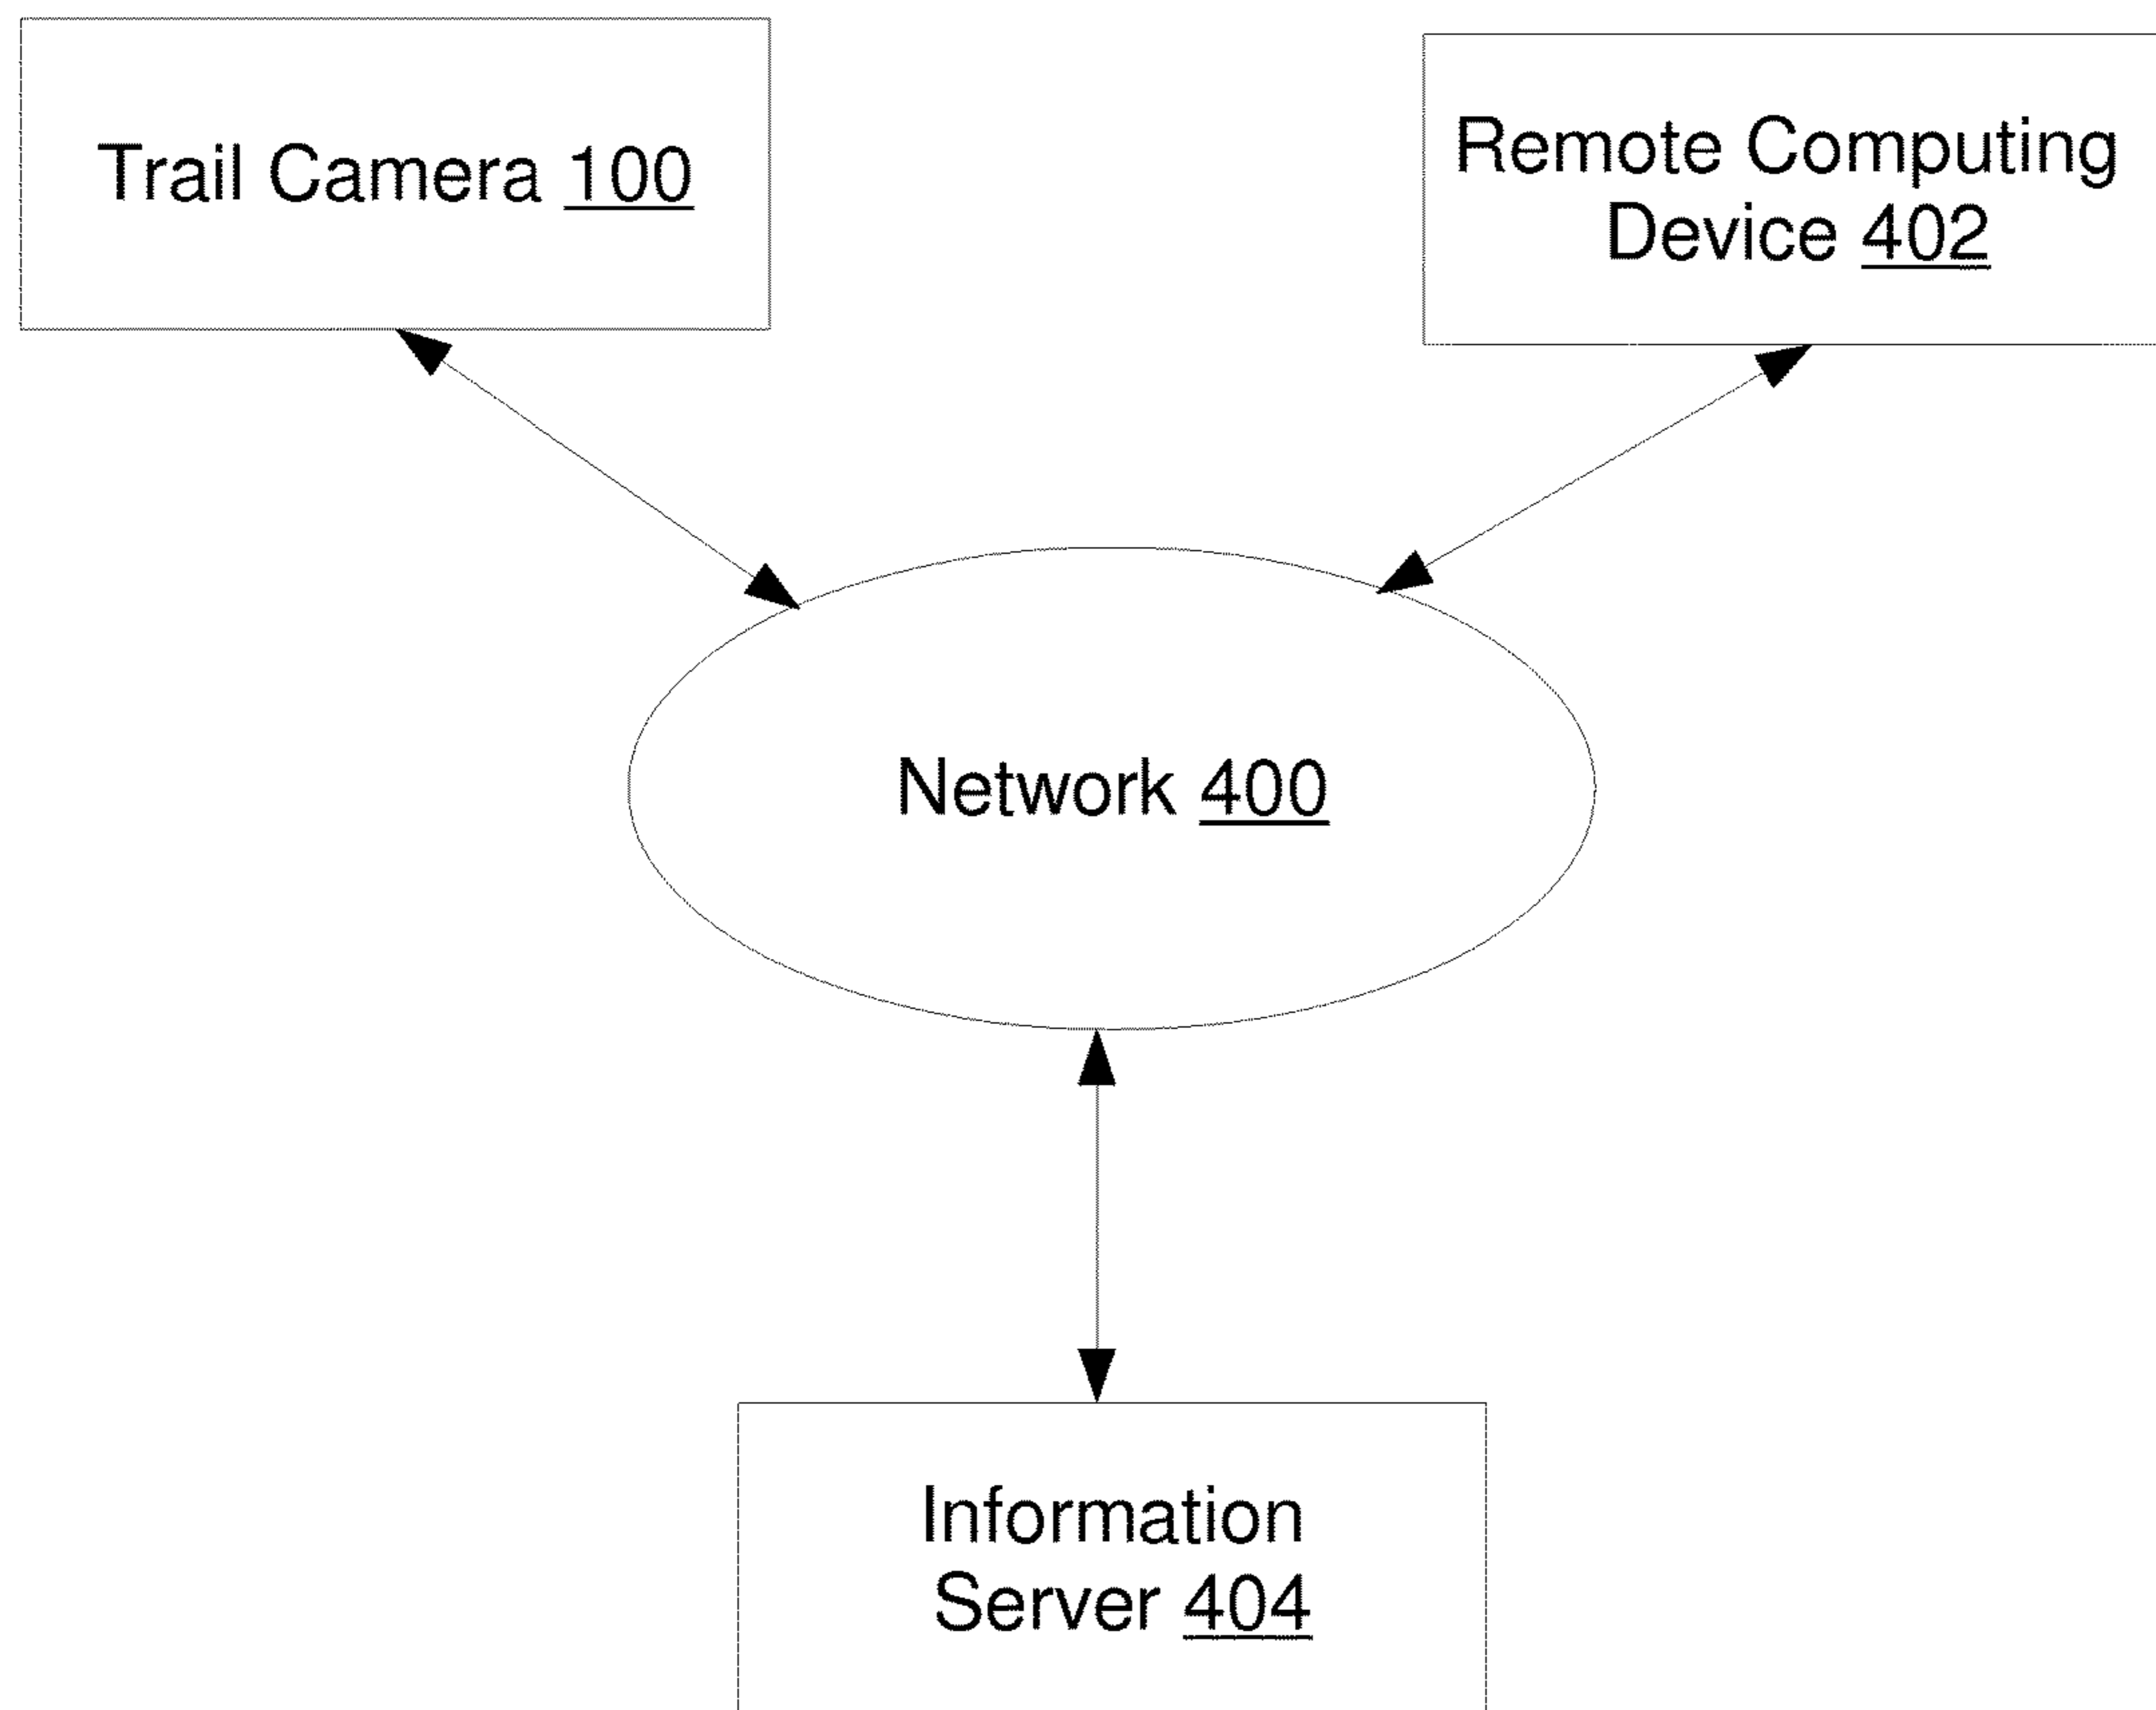 Trail Camera 100
Remote Computing
Device 402
Network 400
Information
Server 404